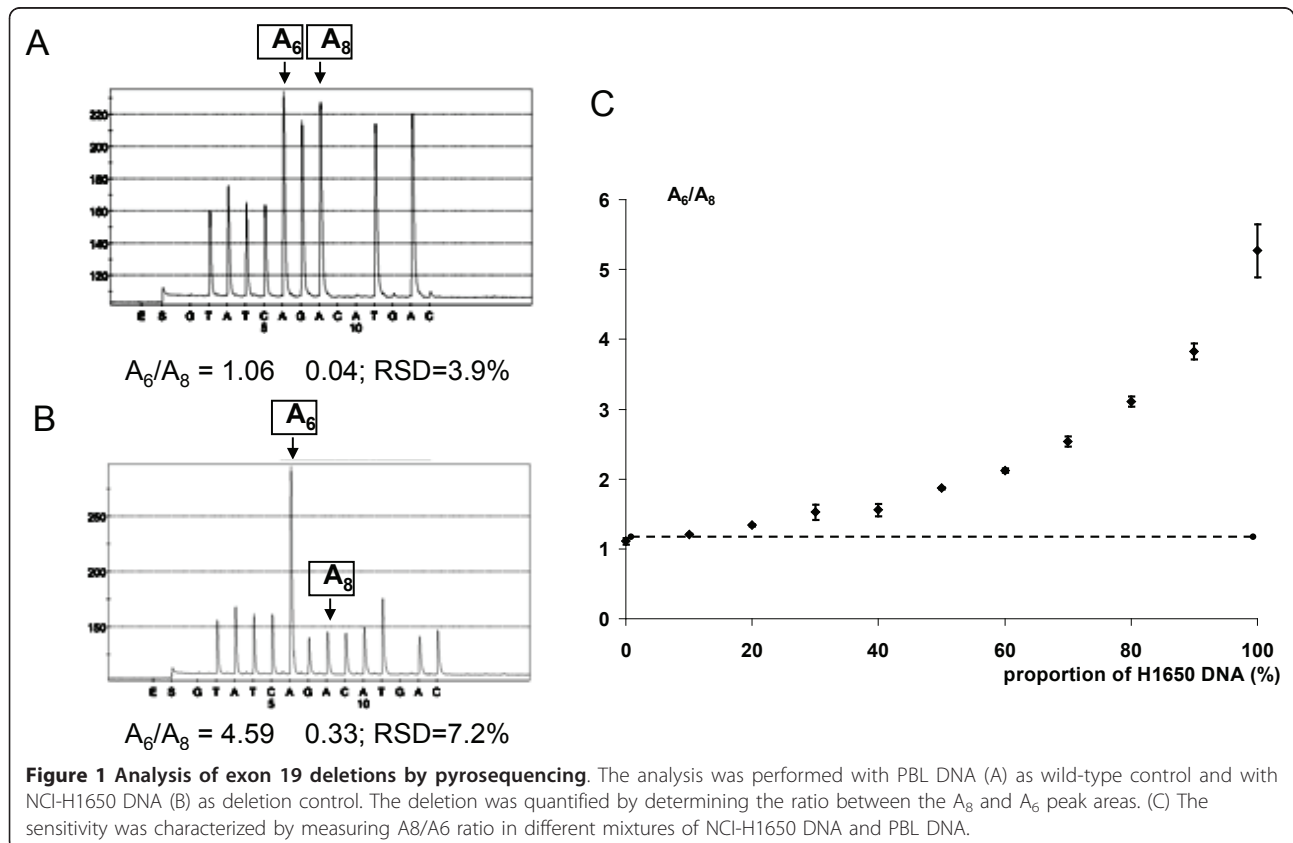 A
A6 A8
220
200
180
160
140
120
E S G T A T C A G A C A T G A C
5 10
A6/A8 = 1.06 0.04; RSD=3.9%
B
A6
A8
250
200
150
E S G T A T C A G A C A T G A C
5 10
A6/A8 = 4.59 0.33; RSD=7.2%
C
A6/A8
6
5
4
3
2
1
0
0 20 40 60 80 100
proportion of H1650 DNA (%)
Figure 1 Analysis of exon 19 deletions by pyrosequencing. The analysis was performed with PBL DNA (A) as wild-type control and with
NCI-H1650 DNA (B) as deletion control. The deletion was quantified by determining the ratio between the A8 and A6 peak areas. (C) The
sensitivity was characterized by measuring A8/A6 ratio in different mixtures of NCI-H1650 DNA and PBL DNA.